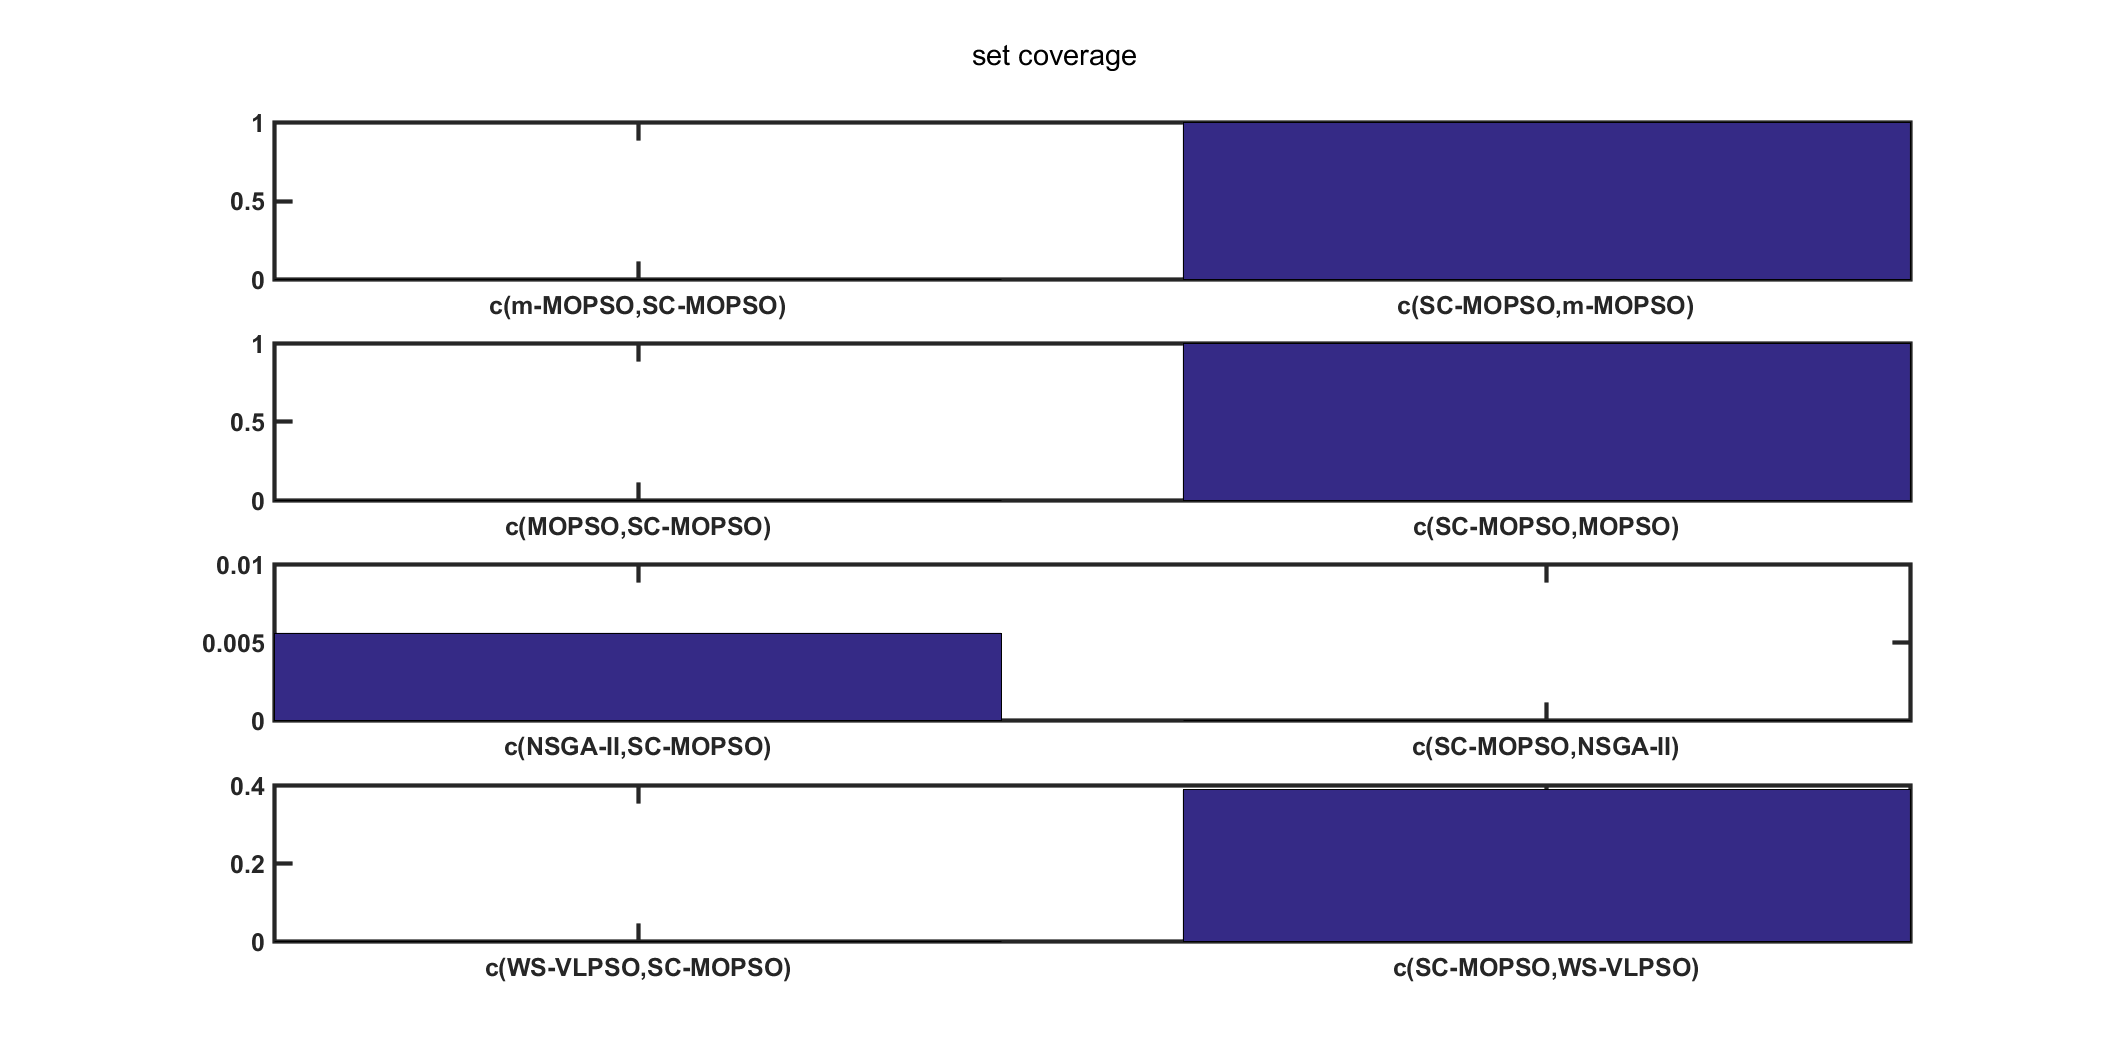 set coverage
1
0.5
0
c(m-MOPSO,SC-MOPSO) c(SC-MOPSO,m-MOPSO)
1
0.5
0
c(MOPSO,SC-MOPSO) c(SC-MOPSO,MOPSO)
0.01
0.005
0
c(NSGA-II,SC-MOPSO) c(SC-MOPSO,NSGA-II)
0.4
0.2
0
c(WS-VLPSO,SC-MOPSO) c(SC-MOPSO,WS-VLPSO)